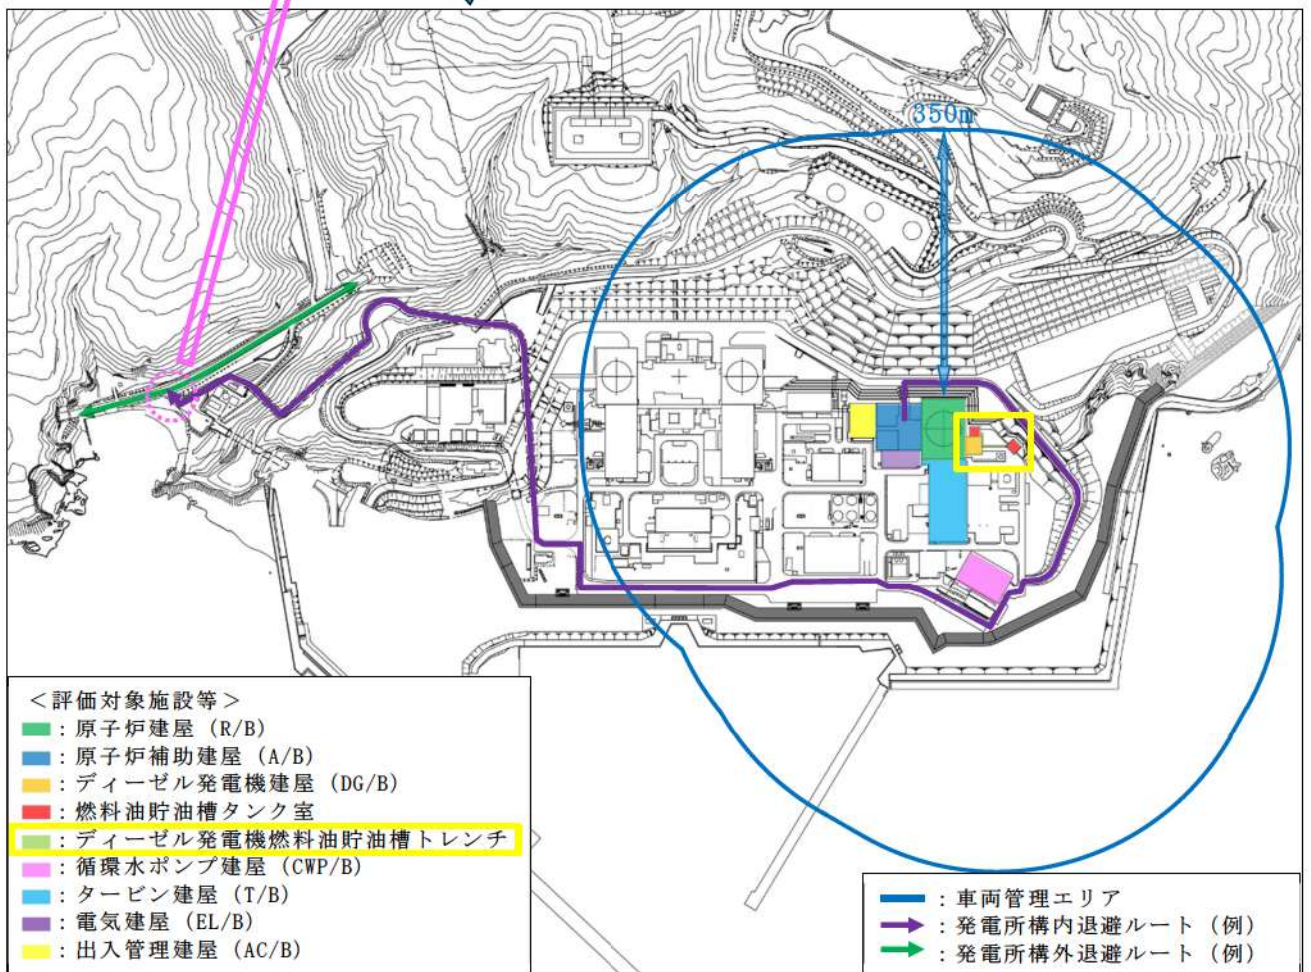 350m
＜評価対象施設等＞
：原子炉建屋（R/B）
：原子炉補助建屋（A/B）
：ディーゼル発電機建屋（DG/B）
：燃料油貯油槽タンク室
：ディーゼル発電機燃料油貯油槽トレンチ
：循環水ポンプ建屋（CWP/B）
：タービン建屋（T/B）
：電気建屋（EL/B）
：出入管理建屋（AC/B）
：車両管理エリア
：発電所構内退避ルート（例）
：発電所構外退避ルート（例）